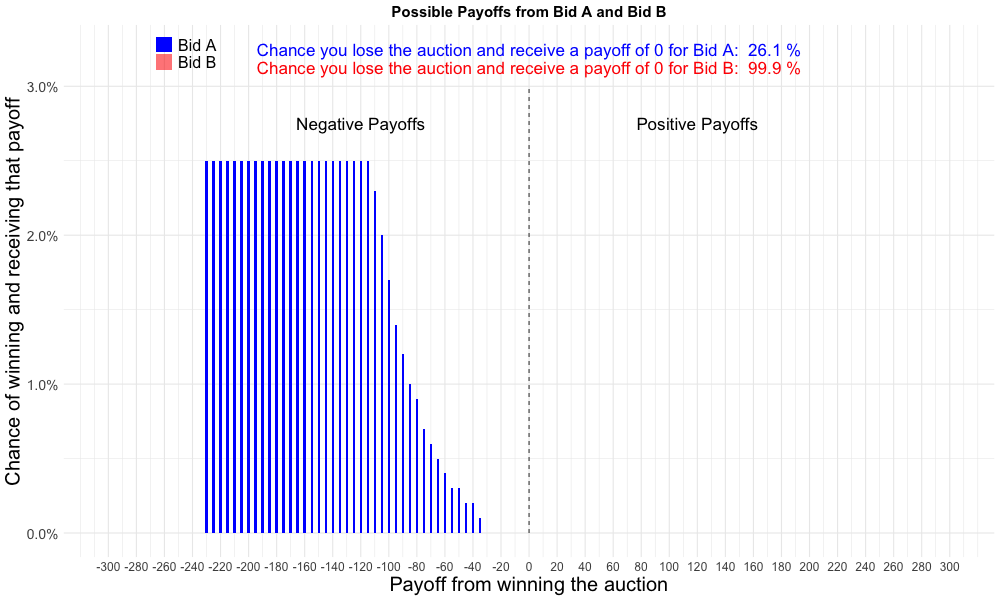 Possible Payoffs from Bid A and Bid B
Bid A
Bid B
Chance you lose the auction and receive a payoff of 0 for Bid A: 26.1 %
Chance you lose the auction and receive a payoff of 0 for Bid B: 99.9 %
Negative Payoffs
Positive Payoffs
Chance of winning and receiving that payoff
3.0%
2.0%
1.0%
0.0%
-300 -280 -260 -240 -220 -200 -180 -160 -140 -120 -100 -80 -60 -40 -20 0 20 40 60 80 100 120 140 160 180 200 220 240 260 280 300
Payoff from winning the auction